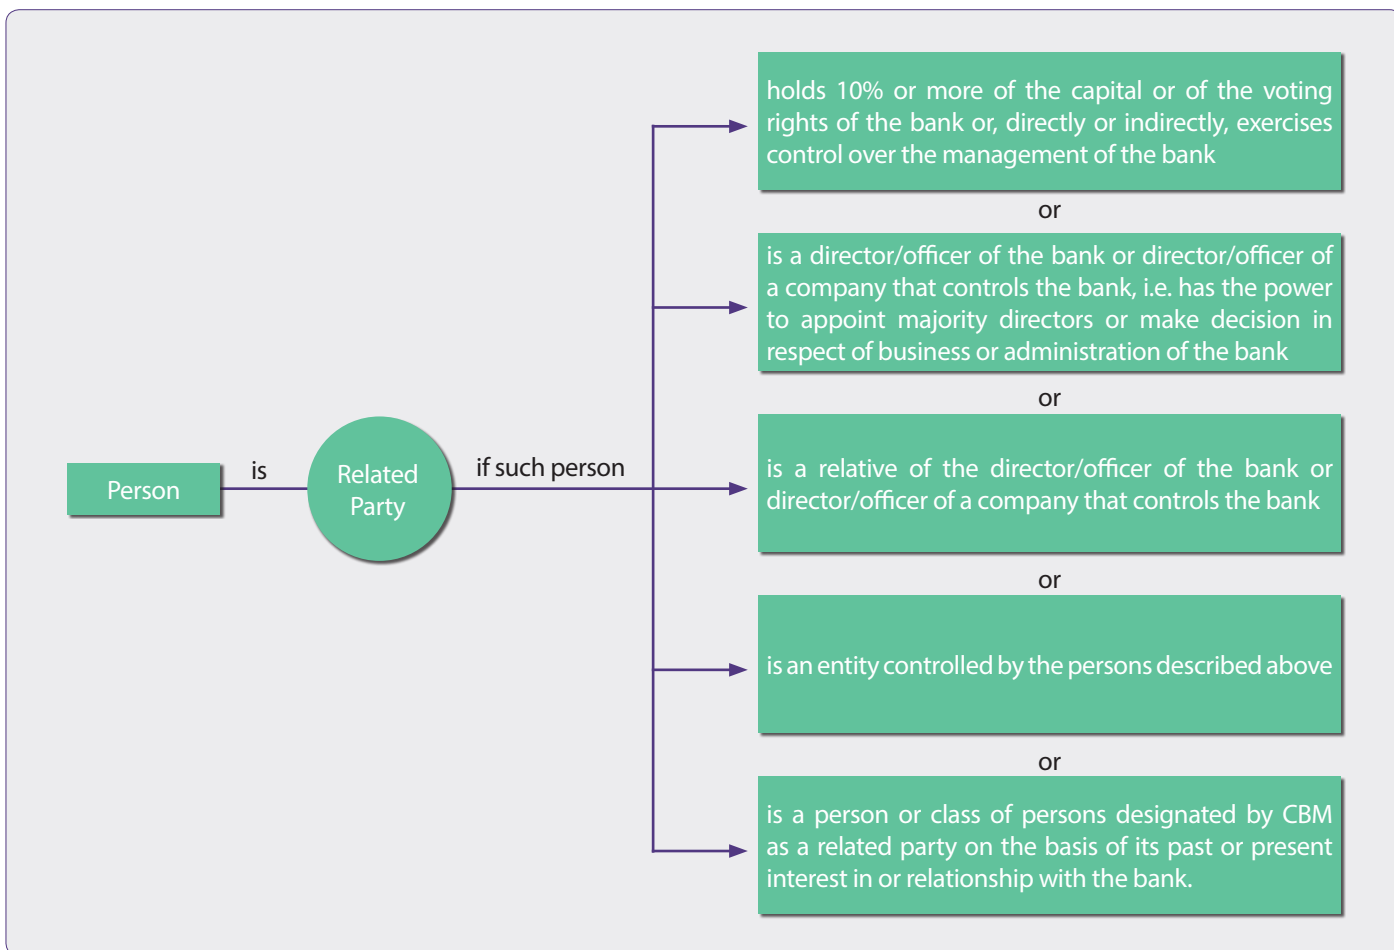 holds 10% or more of the capital or of the voting
rights of the bank or, directly or indirectly, exercises
control over the management of the bank
or
is a director/officer of the bank or director/officer of
a company that controls the bank, i.e. has the power
to appoint majority directors or make decision in
respect of business or administration of the bank
or
Person
is
Related
Party
if such person
is a relative of the director/officer of the bank or
director/officer of a company that controls the bank
or
is an entity controlled by the persons described above
or
is a person or class of persons designated by CBM
as a related party on the basis of its past or present
interest in or relationship with the bank.